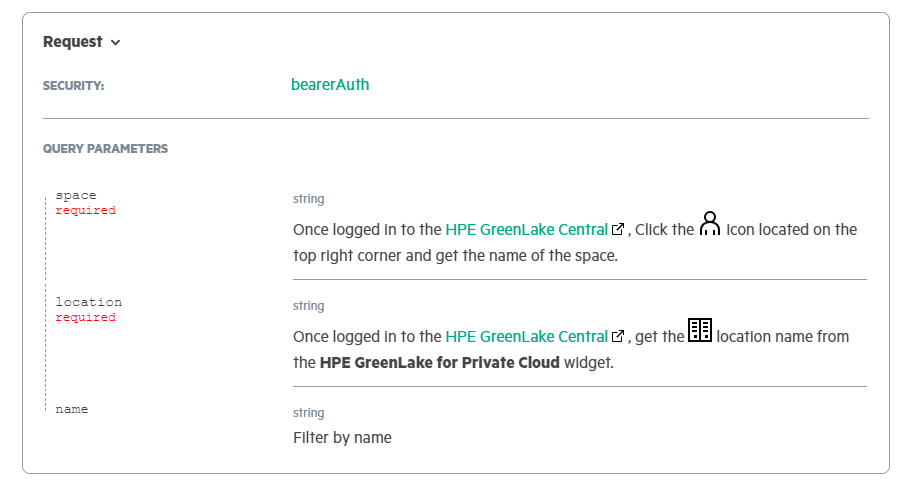 Request
SECURITY: bearerAuth
QUERY PARAMETERS
space string
required
Once logged in to the HPE GreenLake Central , Click the Icon located on the
top right corner and get the name of the space.
location string
required
Once logged in to the HPE GreenLake Central , get the location name from
the HPE GreenLake for Private Cloud widget.
name string
Filter by name